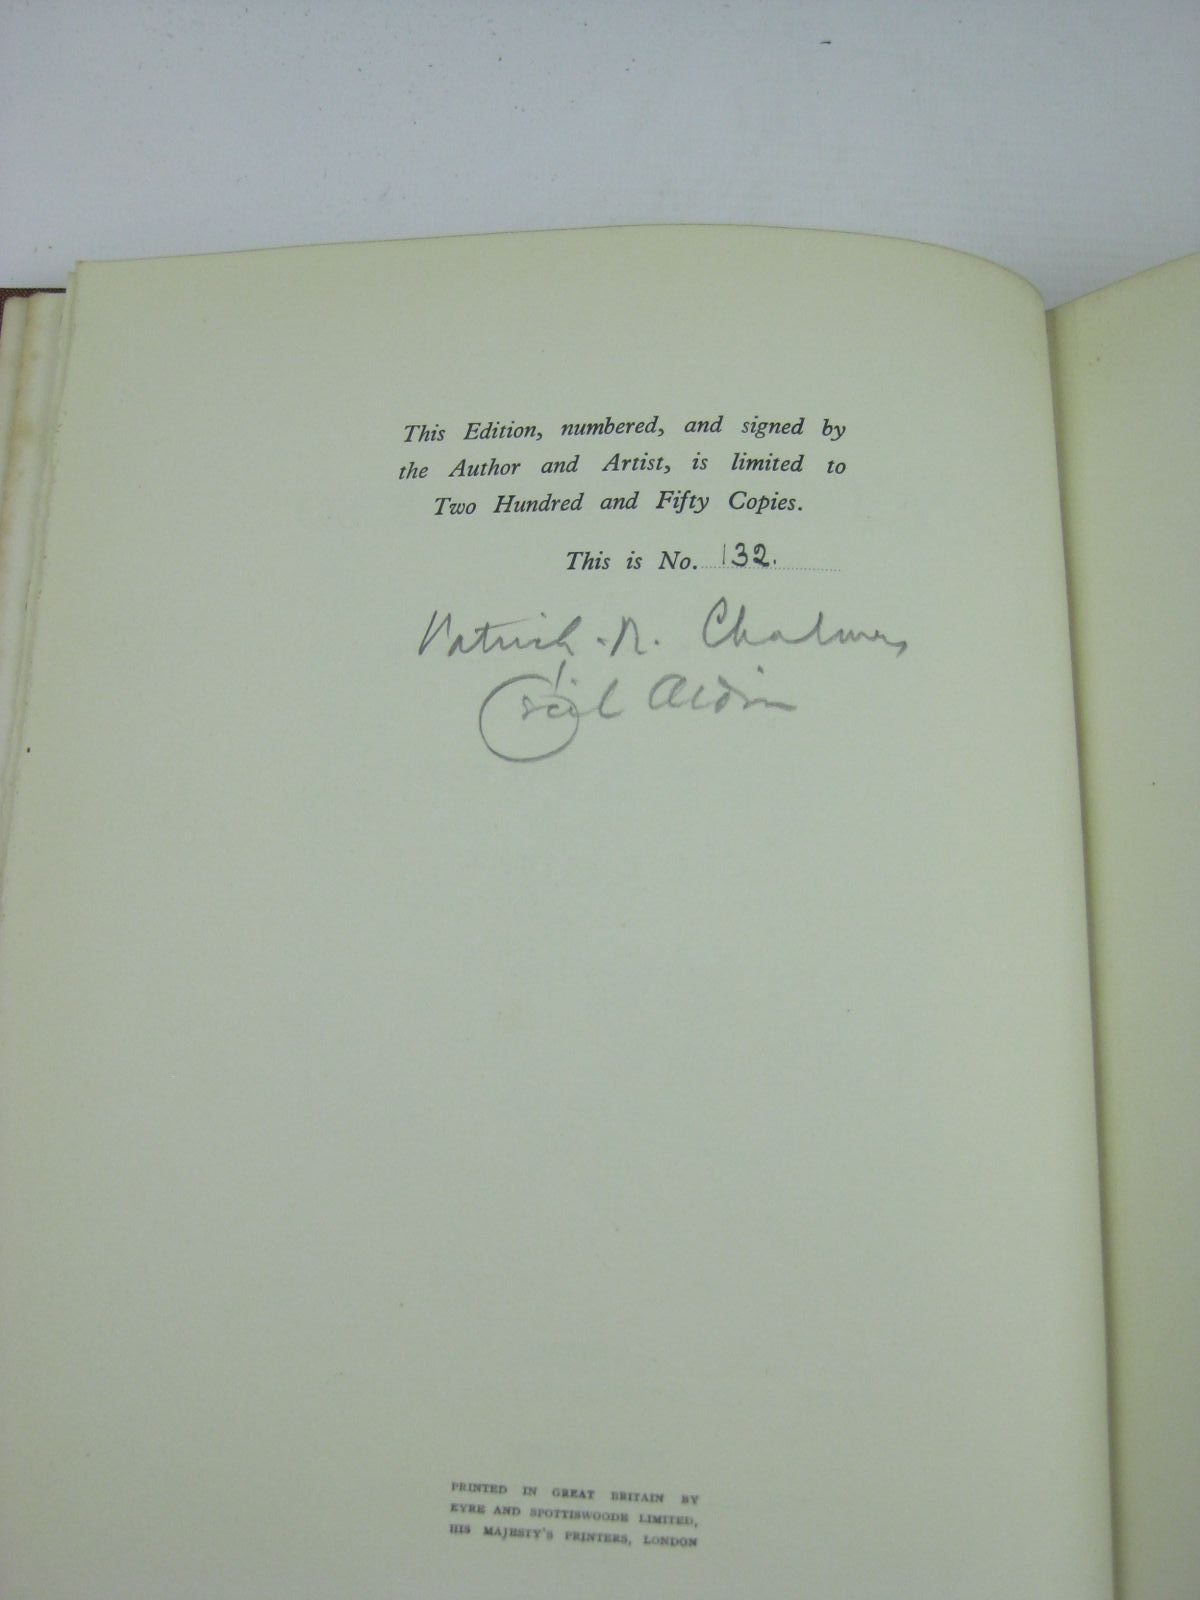 This Edition, numbered, and signed by
the Author and Artist, is limited to
Two Hundred and Fifty Copies.
This is No. 132.
Patrick R. Chalmers
Cecil Aldin
PRINTED IN GREAT BRITAIN BY
EYRE AND SPOTTISWOODE LIMITED,
HIS MAJESTY'S PRINTERS, LONDON